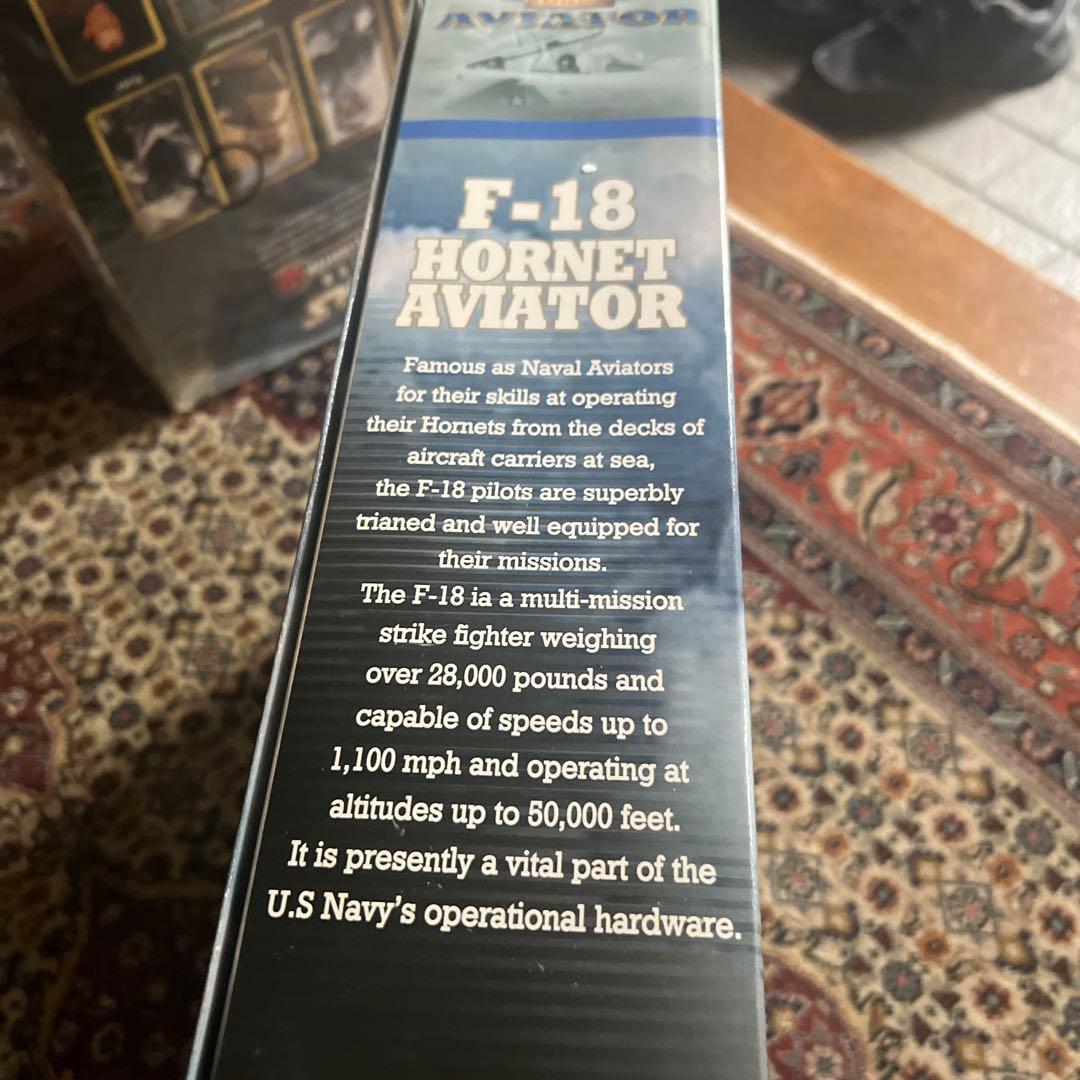 AVIATOR
F-18
HORNET
AVIATOR
Famous as Naval Aviators
for their skills at operating
their Hornets from the decks of
aircraft carriers at sea,
the F-18 pilots are superbly
trianed and well equipped for
their missions.
The F-18 ia a multi-mission
strike fighter weighing
over 28,000 pounds and
capable of speeds up to
1,100 mph and operating at
altitudes up to 50,000 feet.
It is presently a vital part of the
U.S Navy's operational hardware.